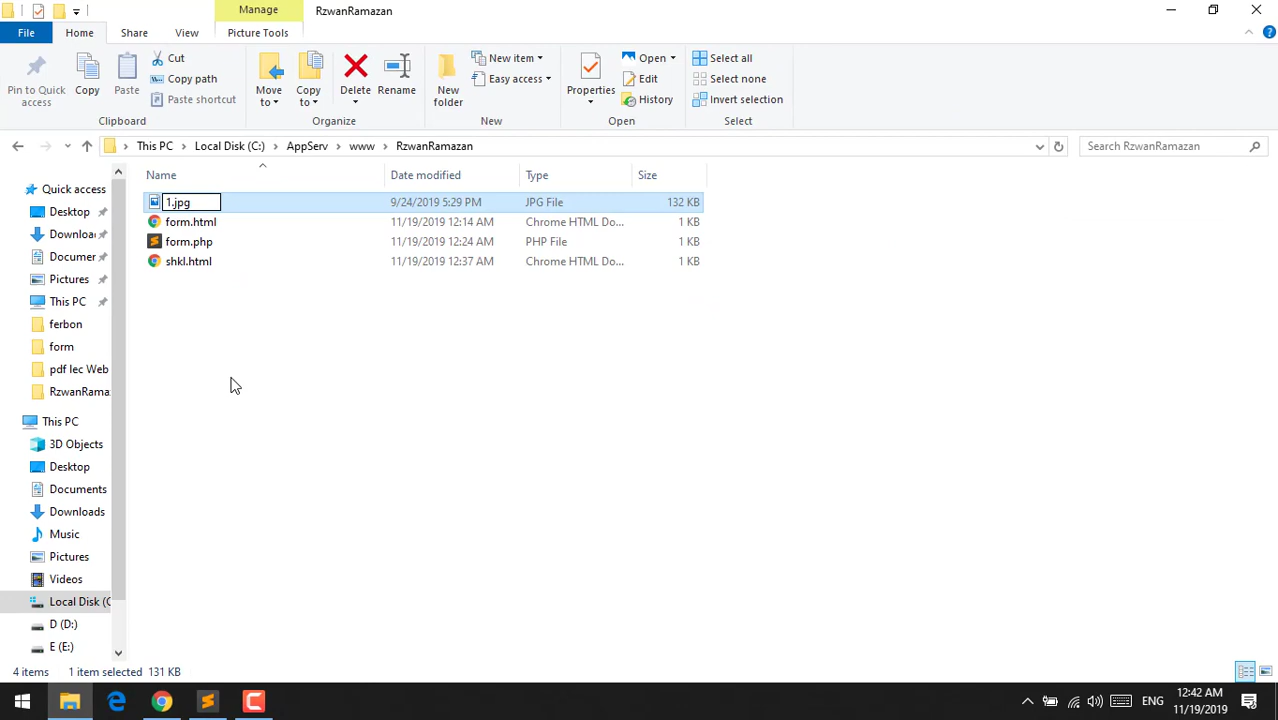 Manage
RzwanRamazan
File
Home
Share
View
Picture Tools
Pin to Quick access
Copy
Paste
Cut
Copy path
Paste shortcut
Move to
Copy to
Delete
Rename
New folder
New item
Easy access
Properties
Open
Edit
History
Select all
Select none
Invert selection
Clipboard
Organize
New
Open
Select
This PC
Local Disk (C:)
AppServ
www
RzwanRamazan
Search RzwanRamazan
Name
Date modified
Type
Size
1.jpg 9/24/2019 5:29 PM JPG File 132 KB
form.html 11/19/2019 12:14 AM Chrome HTML Do... 1 KB
form.php 11/19/2019 12:24 AM PHP File 1 KB
shkl.html 11/19/2019 12:37 AM Chrome HTML Do... 1 KB
Quick access
Desktop
Downloa
Documer
Pictures
This PC
ferbon
form
pdf lec Web
RzwanRama
This PC
3D Objects
Desktop
Documents
Downloads
Music
Pictures
Videos
Local Disk (C
D (D:)
E (E:)
4 items 1 item selected 131 KB
ENG
12:42 AM
11/19/2019